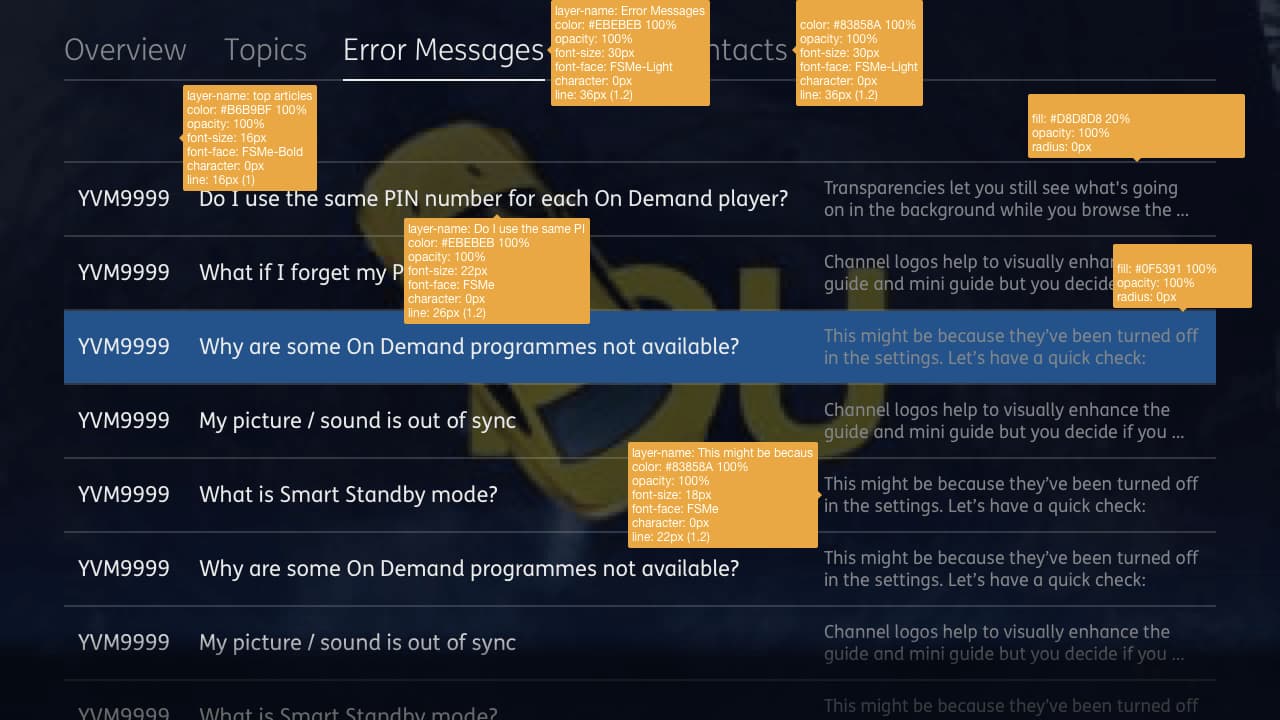 Overview Topics Error Messages ntacts
layer-name: Error Messages
color: #EBEBEB 100%
opacity: 100%
font-size: 30px
font-face: FSMe-Light
character: 0px
line: 36px (1.2)
color: #83858A 100%
opacity: 100%
font-size: 30px
font-face: FSMe-Light
character: 0px
line: 36px (1.2)
layer-name: top articles
color: #B6B9BF 100%
opacity: 100%
font-size: 16px
font-face: FSMe-Bold
character: 0px
line: 16px (1)
fill: #D8D8D8 20%
opacity: 100%
radius: 0px
YVM9999 Do I use the same PIN number for each On Demand player?
Transparencies let you still see what's going
on in the background while you browse the ...
layer-name: Do I use the same PI
color: #EBEBEB 100%
opacity: 100%
font-size: 22px
font-face: FSMe
character: 0px
line: 26px (1.2)
YVM9999 What if I forget my P
Channel logos help to visually enhan
guide and mini guide but you decide
fill: #0F5391 100%
opacity: 100%
radius: 0px
YVM9999 Why are some On Demand programmes not available?
This might be because they've been turned off
in the settings. Let's have a quick check:
YVM9999 My picture / sound is out of sync
Channel logos help to visually enhance the
guide and mini guide but you decide if you ...
layer-name: This might be becaus
color: #83858A 100%
opacity: 100%
font-size: 18px
font-face: FSMe
character: 0px
line: 22px (1.2)
YVM9999 What is Smart Standby mode?
This might be because they've been turned off
in the settings. Let's have a quick check:
YVM9999 Why are some On Demand programmes not available?
This might be because they've been turned off
in the settings. Let's have a quick check:
YVM9999 My picture / sound is out of sync
Channel logos help to visually enhance the
guide and mini guide but you decide if you ...
YVM9999 What is Smart Standby mode?
This might be because they've been turned off